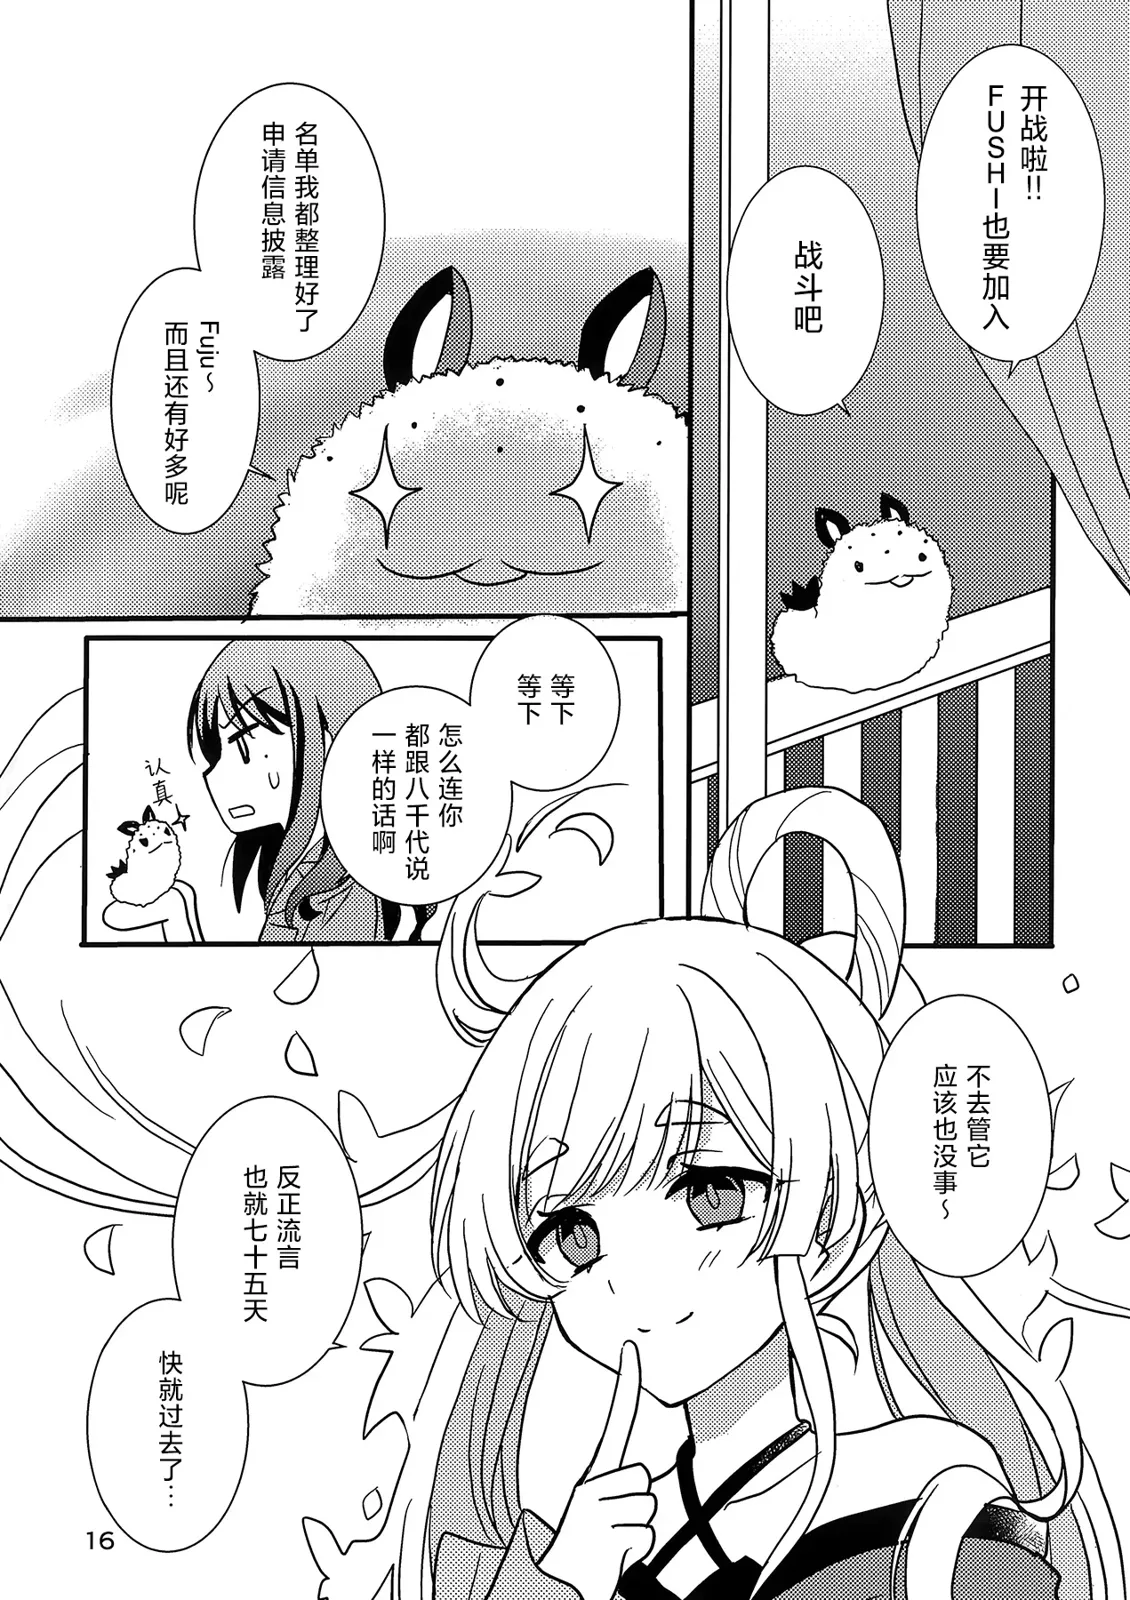 开战啦!!
FUSHI也要加入
战斗吧
名单我都整理好了
申请信息披露
Fuju～
而且还有好多呢
等下
等下
怎么连你
都跟八千代说
一样的话啊
认真
不去管它
应该也没事～
反正流言
也就七十五天
快就过去了…
16